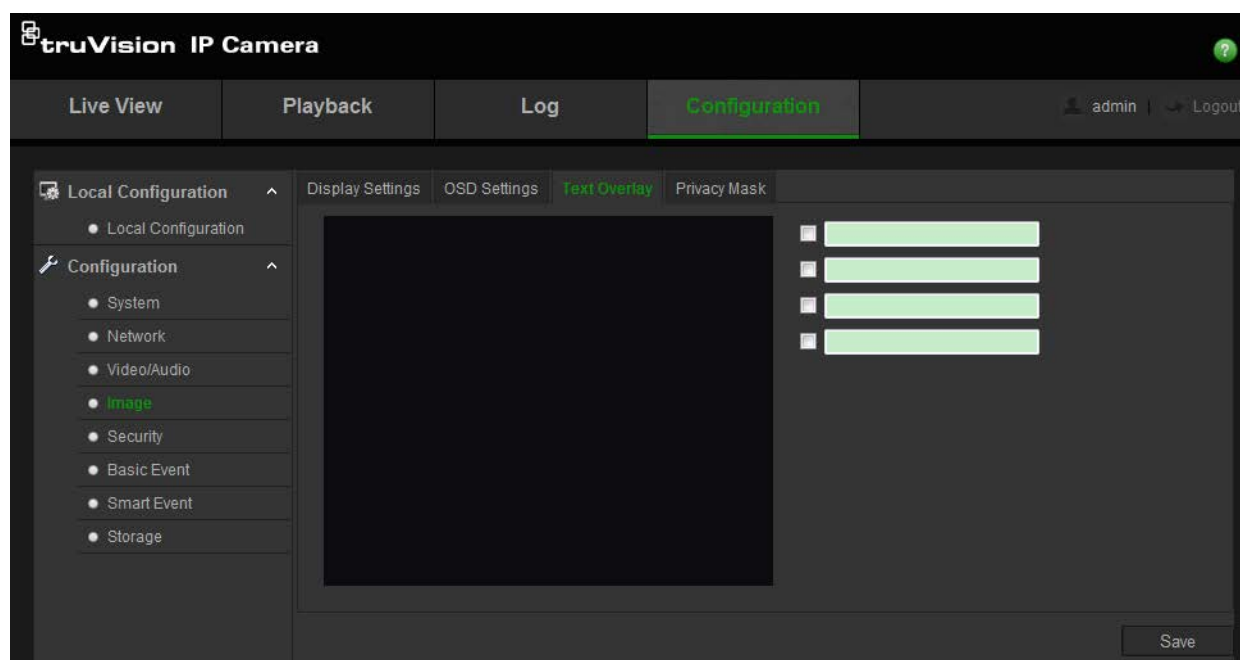 truVision IP Camera
?
Live View Playback Log Configuration admin | Logout
Local Configuration
Local Configuration
Configuration
System
Network
Video/Audio
Image
Security
Basic Event
Smart Event
Storage
Display Settings OSD Settings Text Overlay Privacy Mask
Save